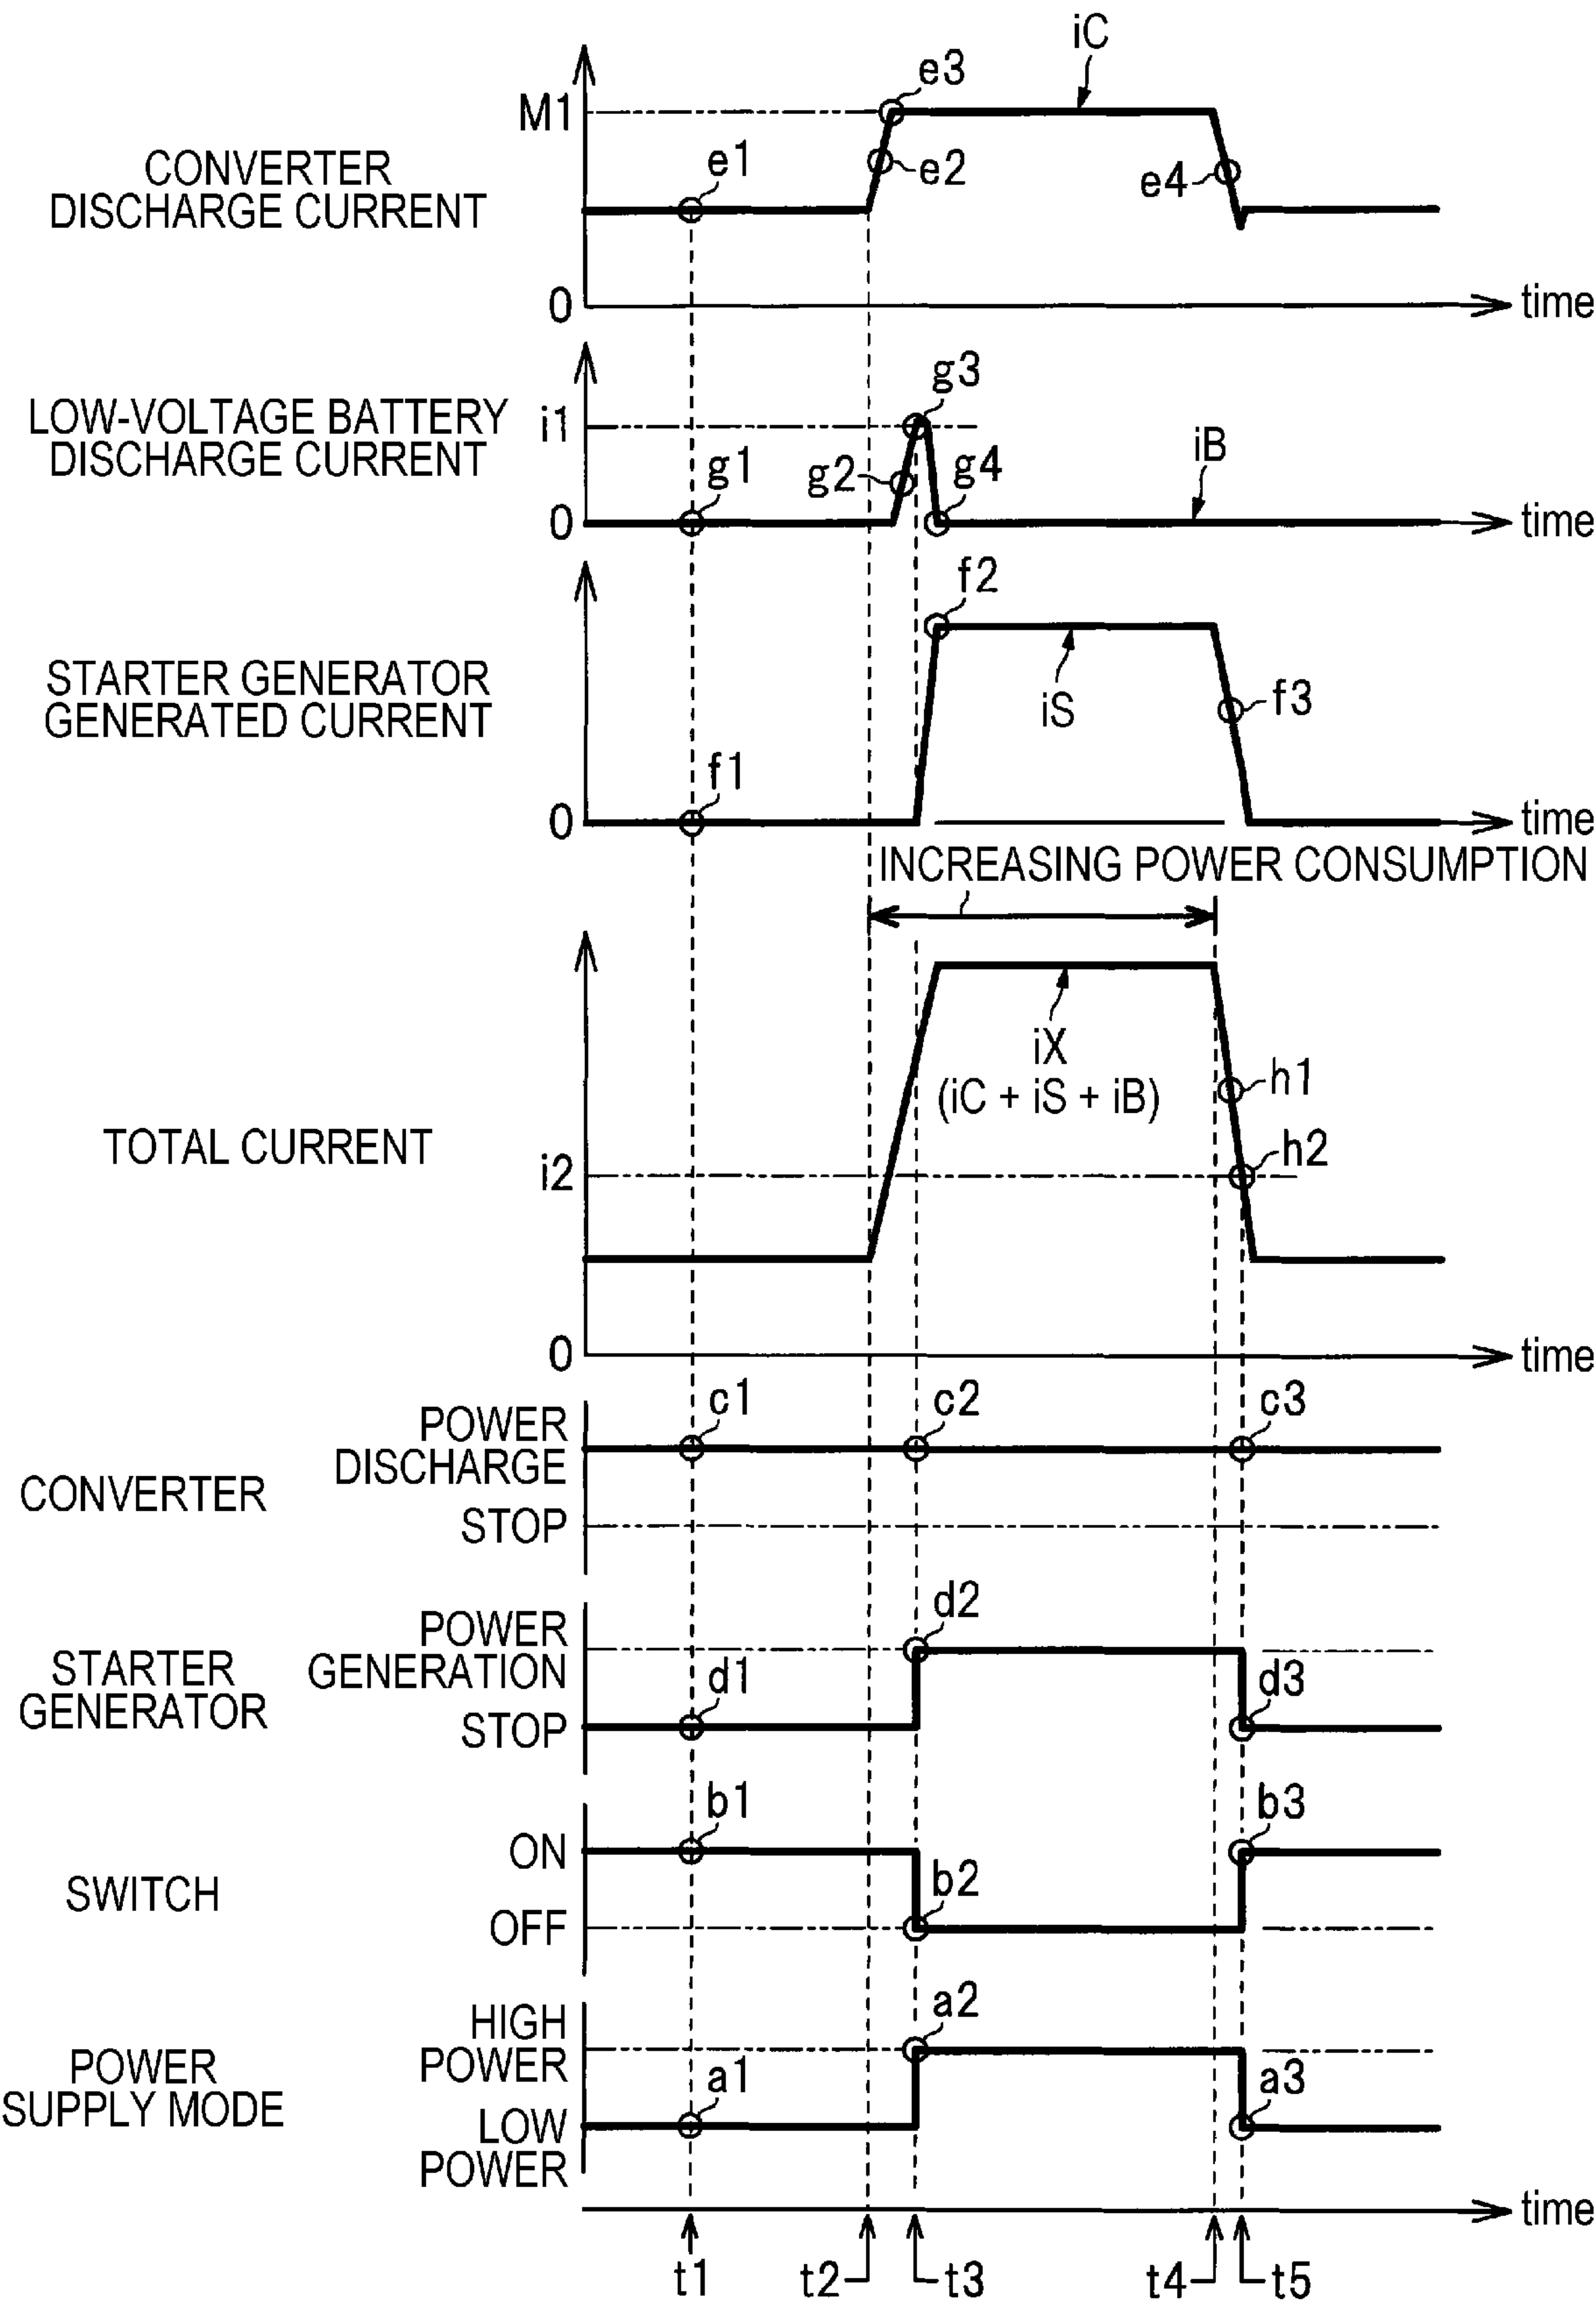 iC
e3
M1
e1
e2
e4
CONVERTER
DISCHARGE CURRENT
0
time
g3
LOW-VOLTAGE BATTERY
DISCHARGE CURRENT
i1
g1
g2
g4
iB
0
time
f2
STARTER GENERATOR
GENERATED CURRENT
iS
f3
f1
0
time
INCREASING POWER CONSUMPTION
iX
(iC + iS + iB)
h1
h2
TOTAL CURRENT
i2
0
time
c1
c2
c3
POWER
DISCHARGE
CONVERTER
STOP
d2
POWER
GENERATION
STARTER
GENERATOR
d1
d3
STOP
b1
b3
ON
SWITCH
b2
OFF
a2
HIGH
POWER
POWER
SUPPLY MODE
a1
a3
LOW
POWER
time
t1
t2
t3
t4
t5